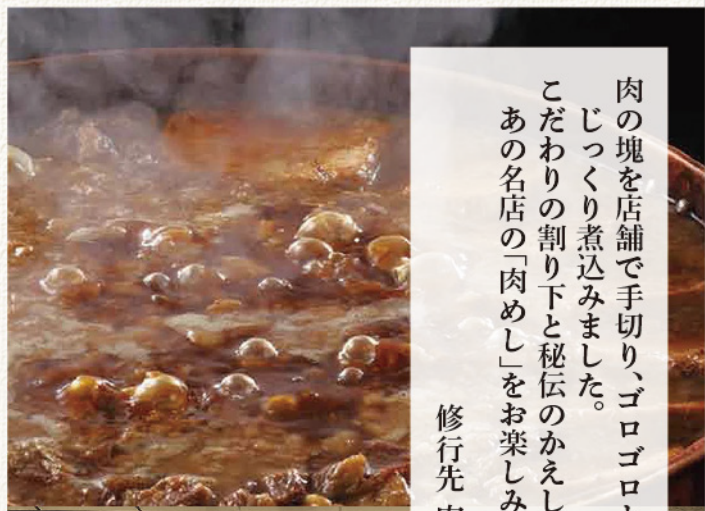 肉の塊を店舗で手切り、ゴロゴロ
じっくり煮込みました。
こだわりの割り下と秘伝のかえし
あの名店の「肉めし」をお楽しみ
修行先